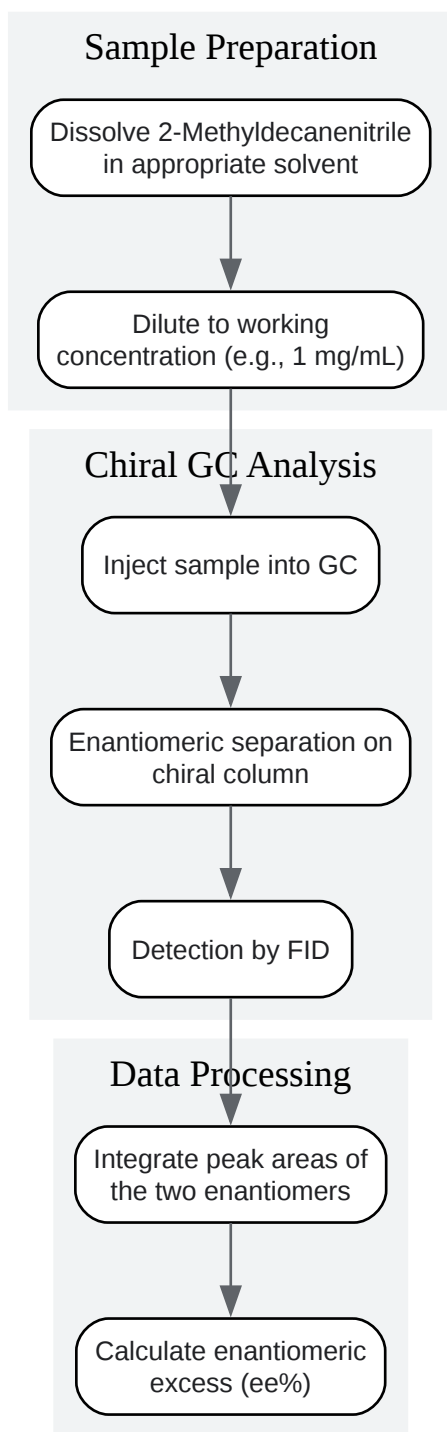 Sample Preparation
Dissolve 2-Methyldecanenitrile
in appropriate solvent
Dilute to working
concentration (e.g., 1 mg/mL)
Chiral GC Analysis
Inject sample into GC
Enantiomeric separation on
chiral column
Detection by FID
Data Processing
Integrate peak areas of
the two enantiomers
Calculate enantiomeric
excess (ee%)